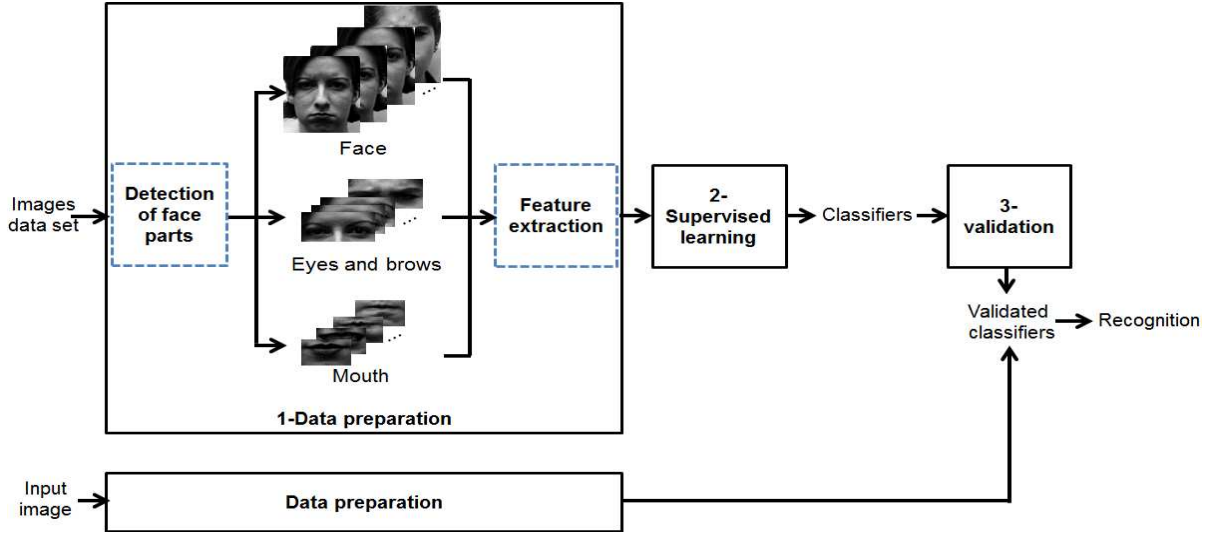 Images
data set
Detection
of face
parts
...
Face
...
Eyes and brows
...
Mouth
Feature
extraction
1-Data preparation
2-
Supervised
learning
Classifiers
3-
validation
Validated
classifiers
Recognition
Input
image
Data preparation